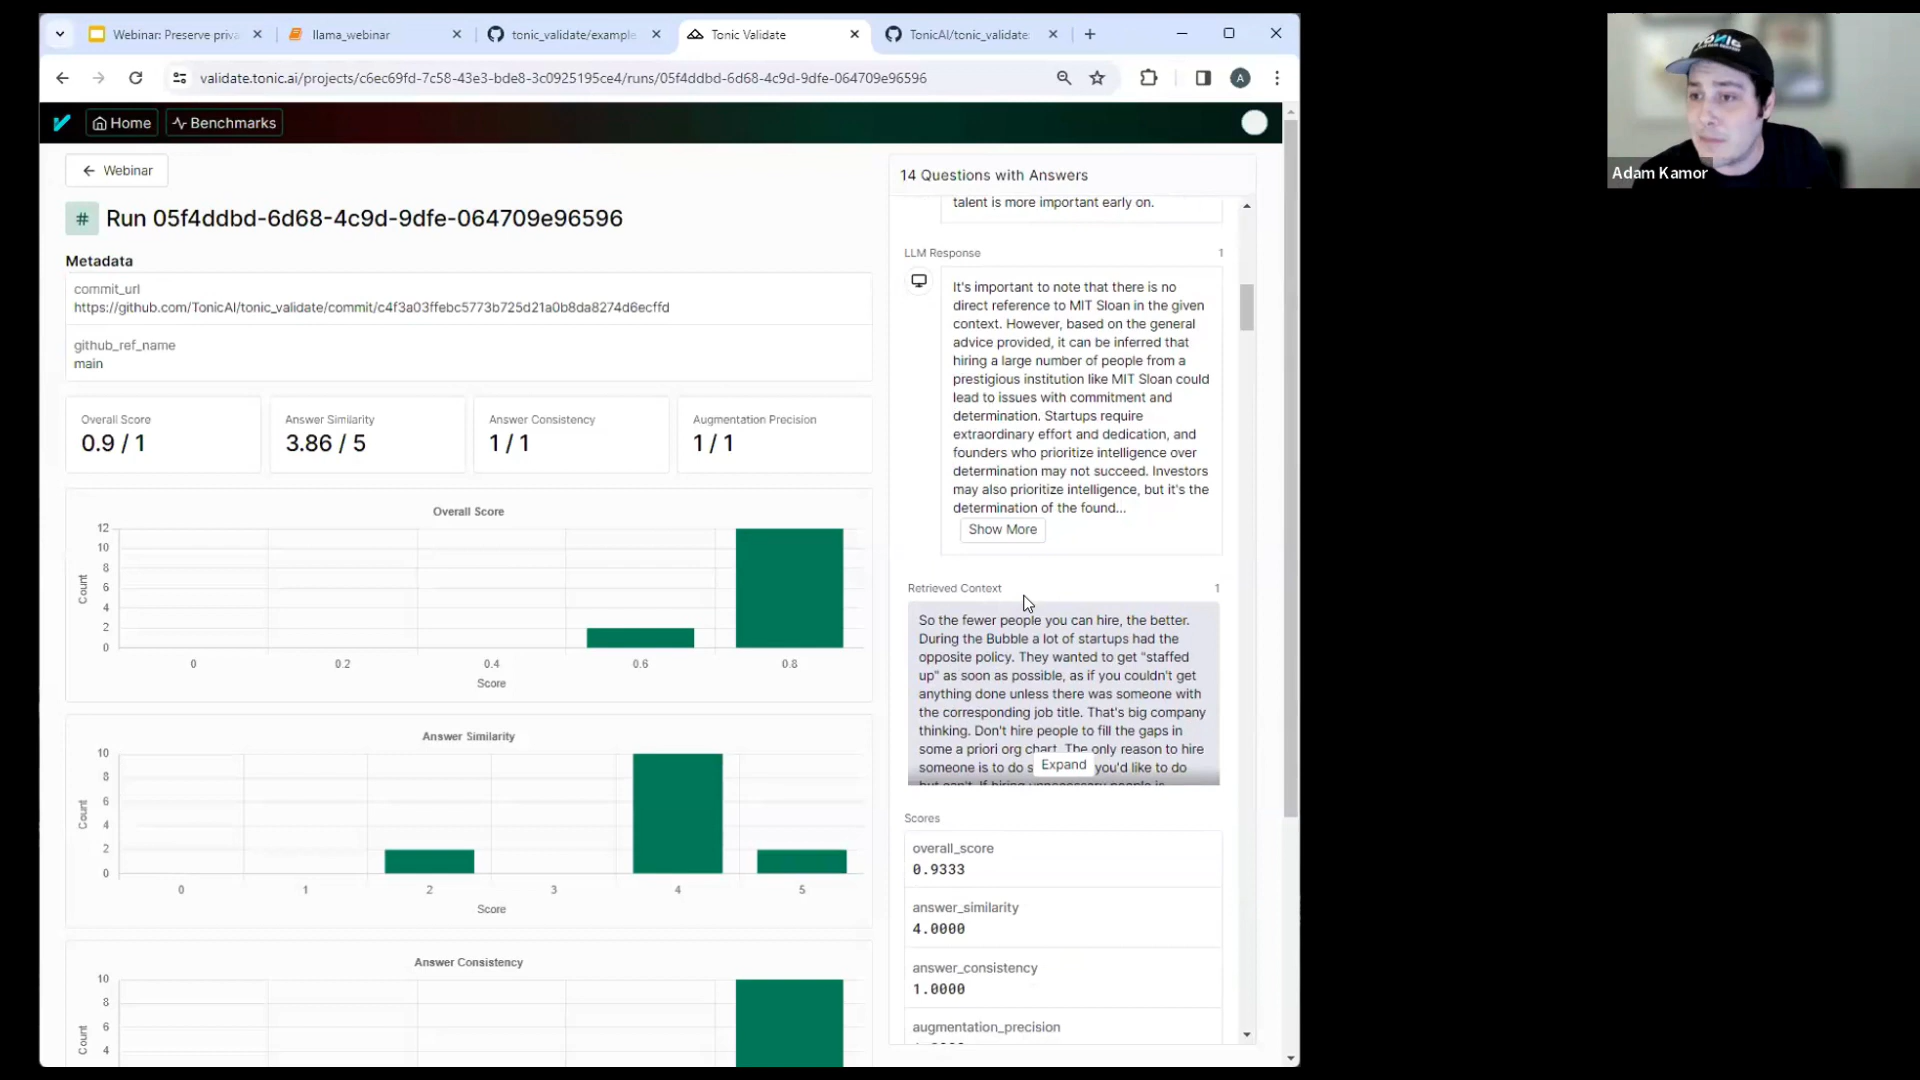 Webinar: Preserve priva
llama_webinar
tonic_validate/example
Tonic Validate
TonicAI/tonic_validate:
validate.tonic.ai/projects/c6ec69fd-7c58-43e3-bde8-3c0925195ce4/runs/05f4ddbd-6d68-4c9d-9dfe-064709e96596
A
Home
Benchmarks
Webinar
# Run 05f4ddbd-6d68-4c9d-9dfe-064709e96596
Metadata
commit_url
https://github.com/TonicAI/tonic_validate/commit/c4f3a03ffebc5773b725d21a0b8da8274d6ecffd
github_ref_name
main
Overall Score
0.9 / 1
Answer Similarity
3.86 / 5
Answer Consistency
1 / 1
Augmentation Precision
1 / 1
Overall Score
Count
12
10
8
6
4
2
0
0 0.2 0.4 0.6 0.8
Score
Answer Similarity
Count
10
8
6
4
2
0
0 1 2 3 4 5
Score
Answer Consistency
Count
10
8
6
4
14 Questions with Answers
talent is more important early on.
LLM Response 1
It's important to note that there is no
direct reference to MIT Sloan in the given
context. However, based on the general
advice provided, it can be inferred that
hiring a large number of people from a
prestigious institution like MIT Sloan could
lead to issues with commitment and
determination. Startups require
extraordinary effort and dedication, and
founders who prioritize intelligence over
determination may not succeed. Investors
may also prioritize intelligence, but it's the
determination of the found...
Show More
Retrieved Context 1
So the fewer people you can hire, the better.
During the Bubble a lot of startups had the
opposite policy. They wanted to get "staffed
up" as soon as possible, as if you couldn't get
anything done unless there was someone with
the corresponding job title. That's big company
thinking. Don't hire people to fill the gaps in
some a priori org chart. The only reason to hire
someone is to do s you'd like to do
Expand
but can't. If hiring unnecessary people is
Scores
overall_score
0.9333
answer_similarity
4.0000
answer_consistency
1.0000
augmentation_precision
Adam Kamor